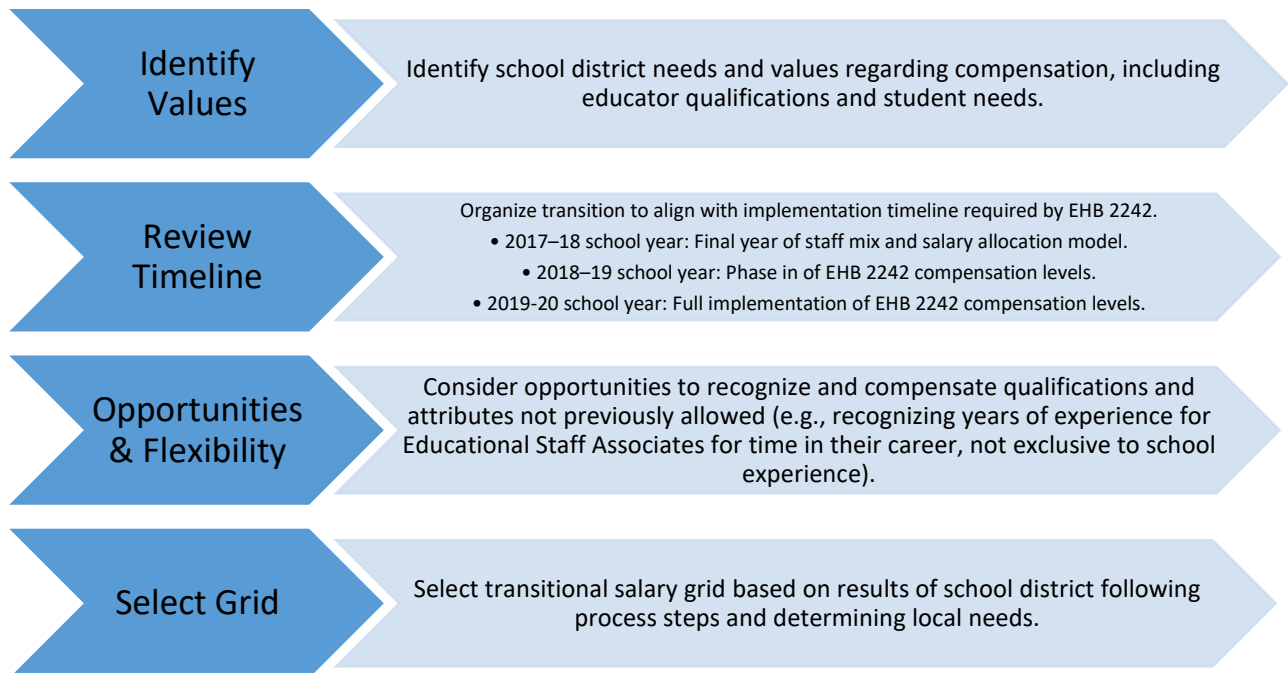 Identify
Values
Identify school district needs and values regarding compensation, including
educator qualifications and student needs.
Review
Timeline
Organize transition to align with implementation timeline required by EHB 2242.
• 2017–18 school year: Final year of staff mix and salary allocation model.
• 2018–19 school year: Phase in of EHB 2242 compensation levels.
• 2019-20 school year: Full implementation of EHB 2242 compensation levels.
Opportunities
& Flexibility
Consider opportunities to recognize and compensate qualifications and
attributes not previously allowed (e.g., recognizing years of experience for
Educational Staff Associates for time in their career, not exclusive to school
experience).
Select Grid
Select transitional salary grid based on results of school district following
process steps and determining local needs.